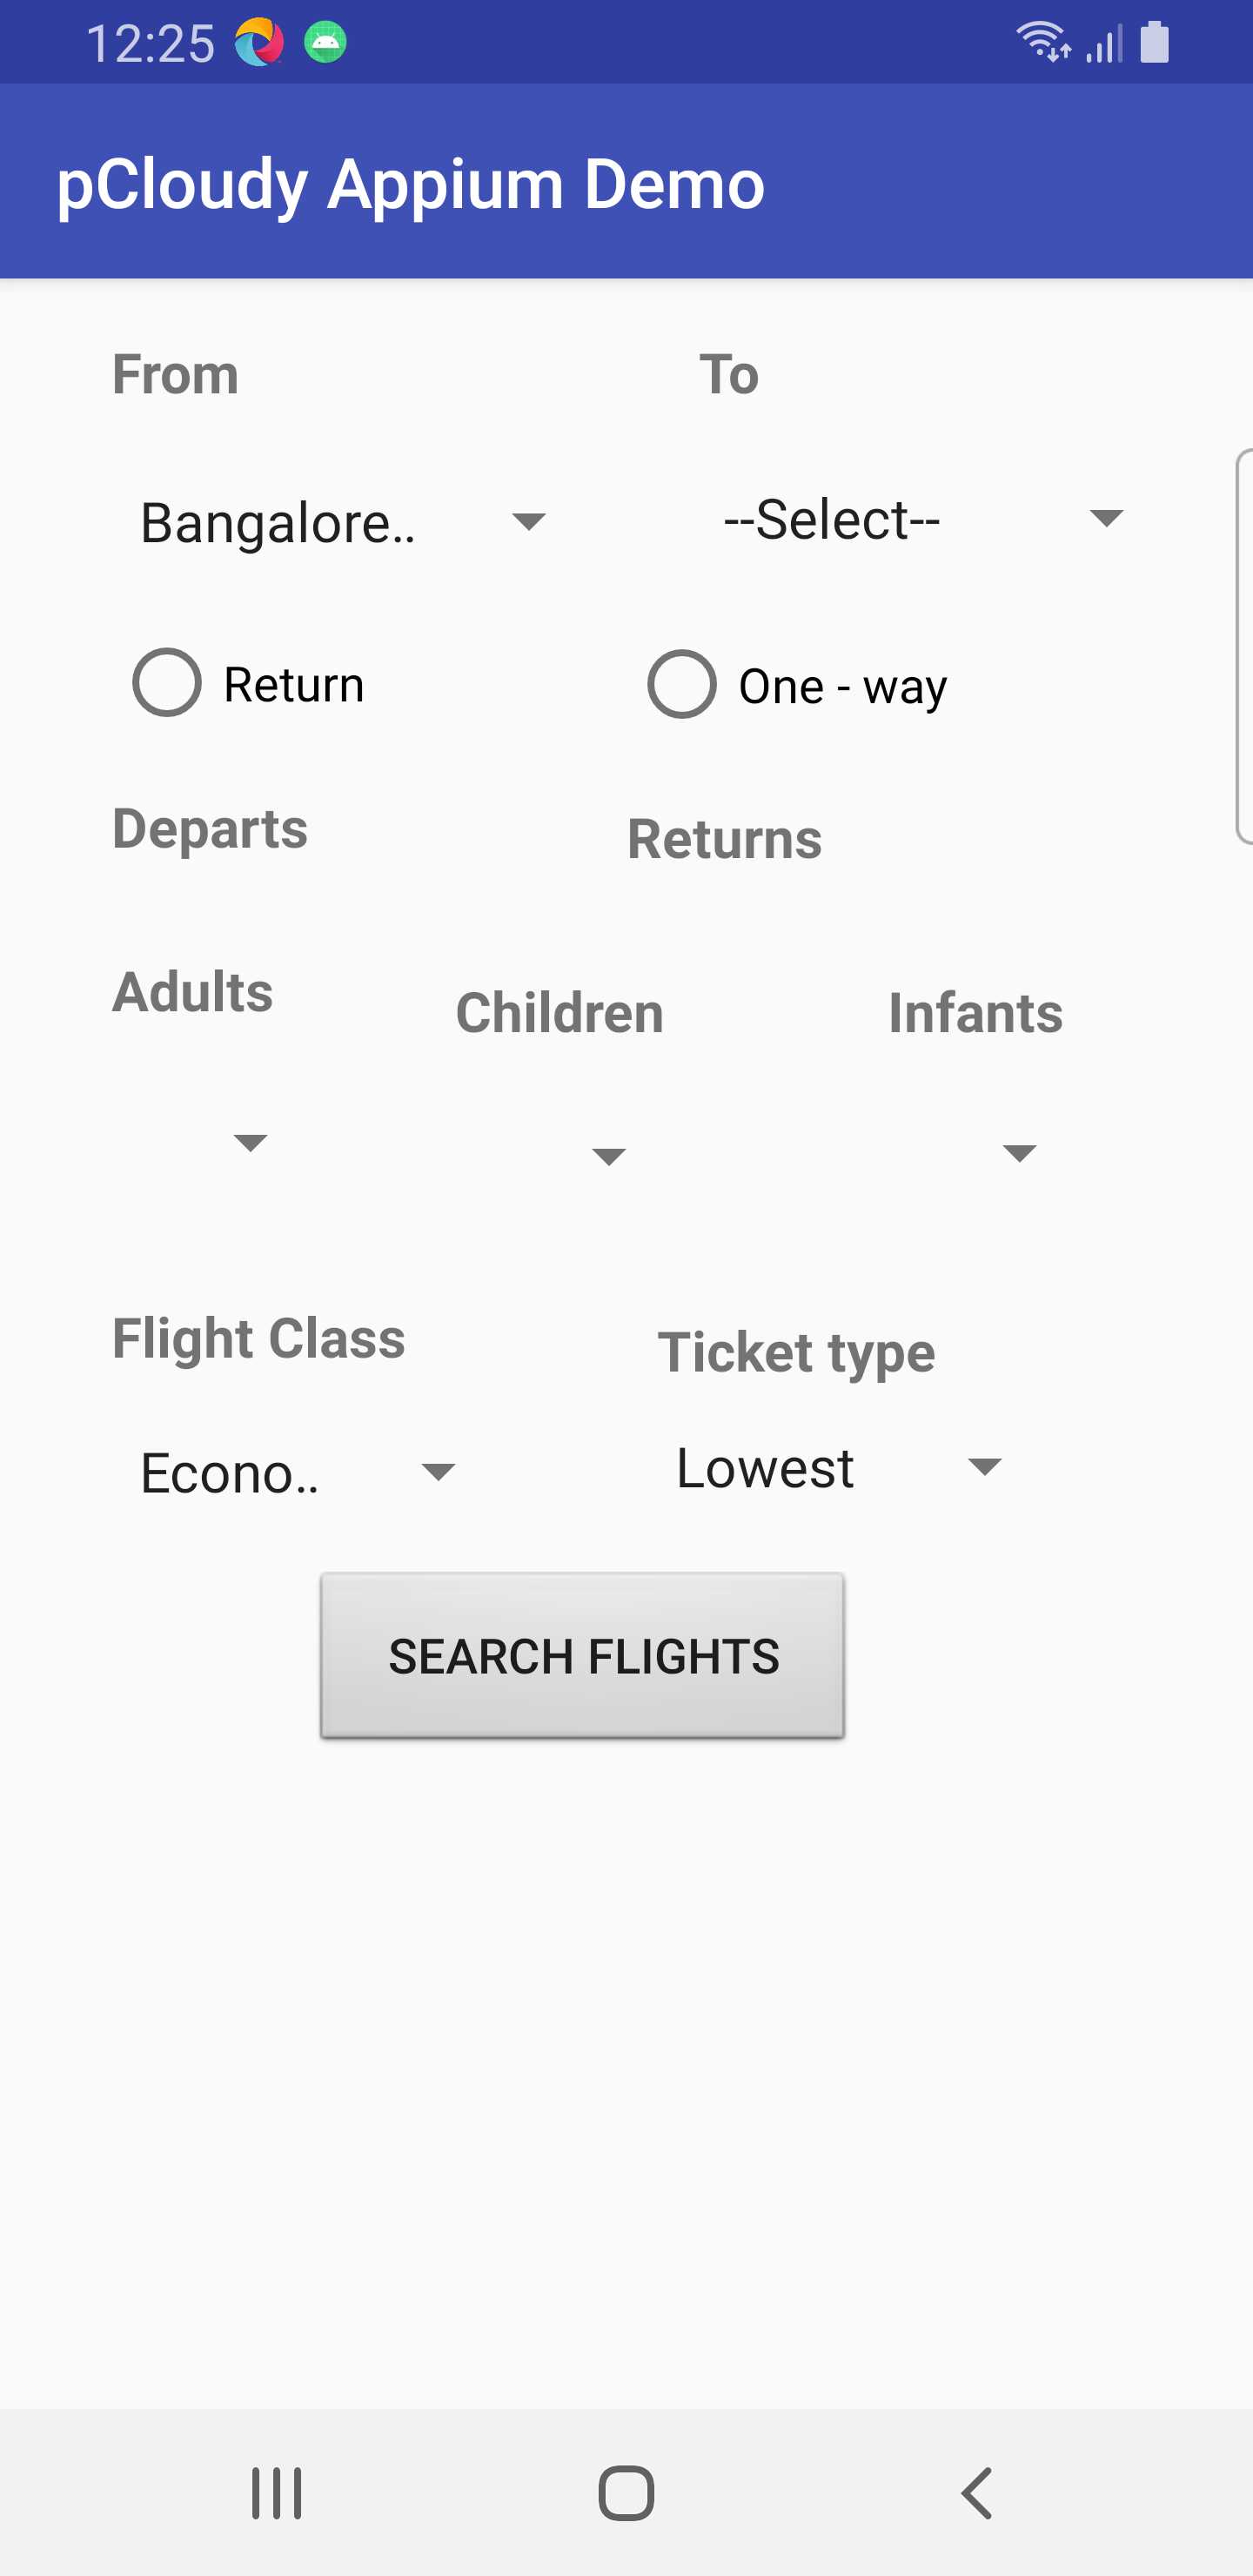 12:25
pCloudy Appium Demo
From To
Bangalore.. --Select--
Return One - way
Departs Returns
Adults Children Infants
Flight Class Ticket type
Econo.. Lowest
SEARCH FLIGHTS